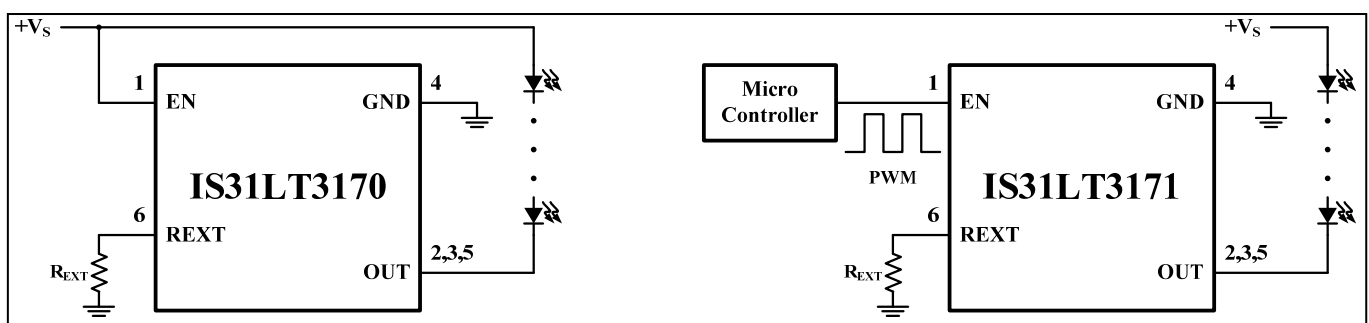 +VS
1
EN
GND
4
IS31LT3170
6
REXT
REXT
OUT
2,3,5
+VS
Micro
Controller
PWM
1
EN
GND
4
IS31LT3171
6
REXT
REXT
OUT
2,3,5